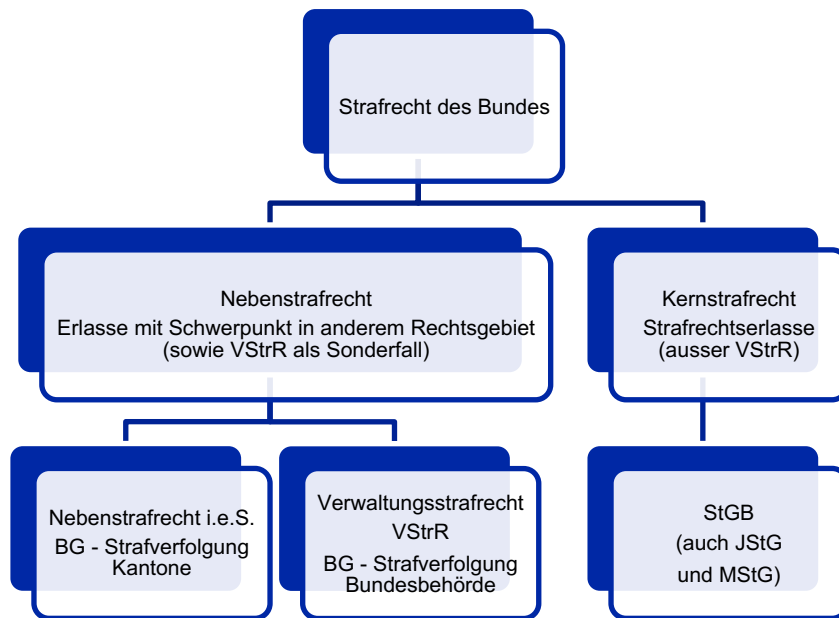 Strafrecht des Bundes
Nebenstrafrecht
Erlasse mit Schwerpunkt in anderem Rechtsgebiet
(sowie VStrR als Sonderfall)
Kernstrafrecht
Strafrechtserlasse
(ausser VStrR)
Nebenstrafrecht i.e.S.
BG - Strafverfolgung
Kantone
Verwaltungsstrafrecht
VStrR
BG - Strafverfolgung
Bundesbehörde
StGB
(auch JStG
und MStG)